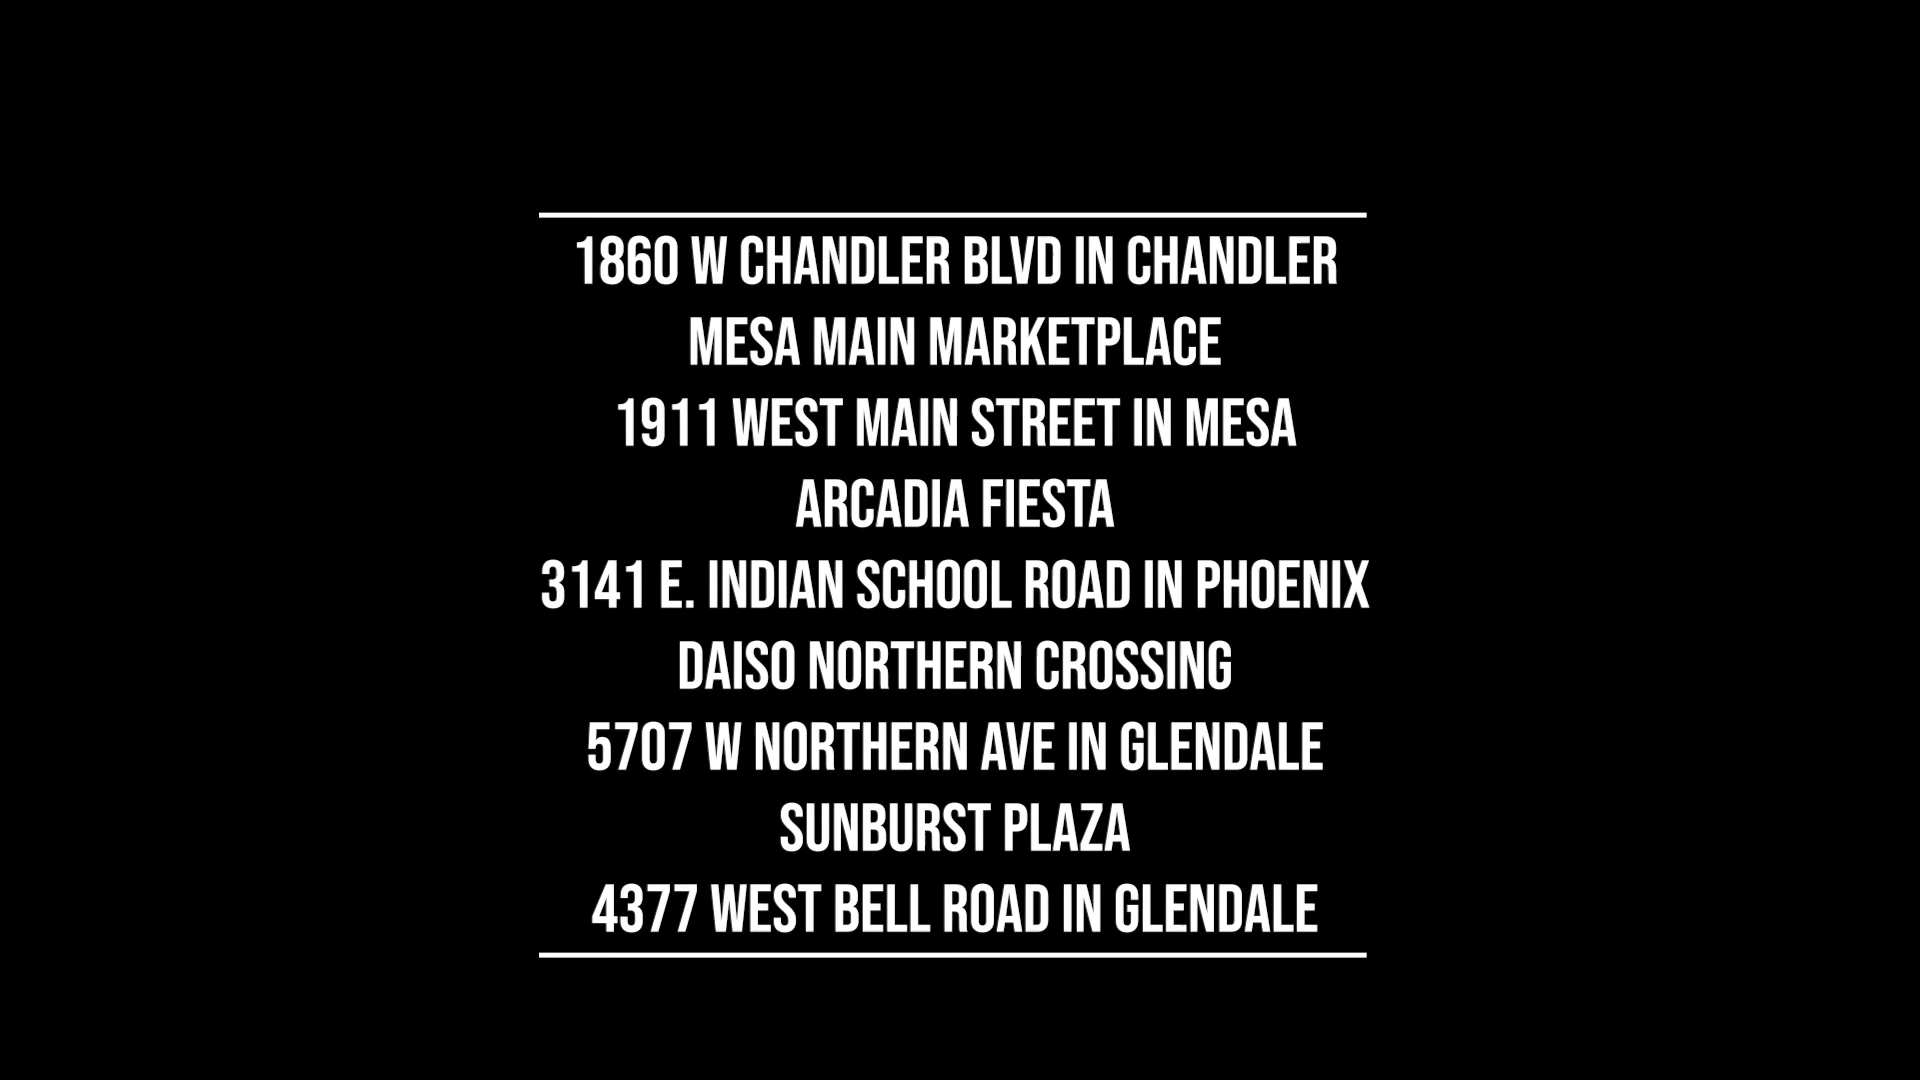 1860 W CHANDLER BLVD IN CHANDLER
MESA MAIN MARKETPLACE
1911 WEST MAIN STREET IN MESA
ARCADIA FIESTA
3141 E. INDIAN SCHOOL ROAD IN PHOENIX
DAISO NORTHERN CROSSING
5707 W NORTHERN AVE IN GLENDALE
SUNBURST PLAZA
4377 WEST BELL ROAD IN GLENDALE